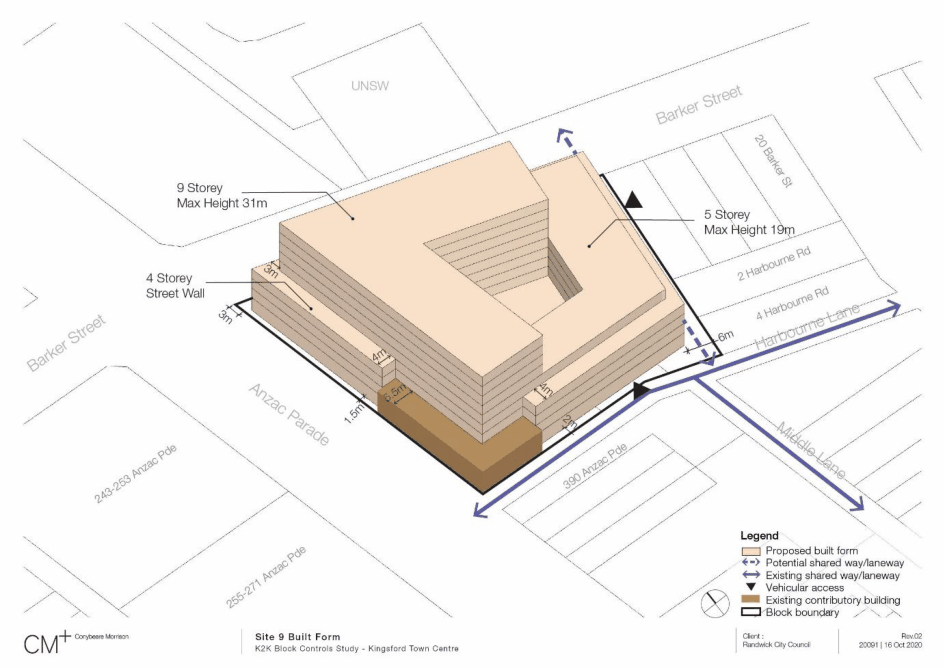 UNSW
Barker Street
20 Barker St
9 Storey
Max Height 31m
5 Storey
Max Height 19m
2 Harbourne Rd
4 Storey
Street Wall
3m
4 Harbourne Rd
3m
Harbourne Lane
Barker Street
6m
4m
5.5m
4m
1.5m
2m
Anzac Parade
Middle Lane
390 Anzac Pde
243-253 Anzac Pde
255-271 Anzac Pde
Legend
Proposed built form
Potential shared way/laneway
Existing shared way/laneway
Vehicular access
Existing contributory building
Block boundary
CM+ Conybeare Morrison
Site 9 Built Form
K2K Block Controls Study - Kingsford Town Centre
Client :
Randwick City Council
Rev.02
20091 | 16 Oct 2020